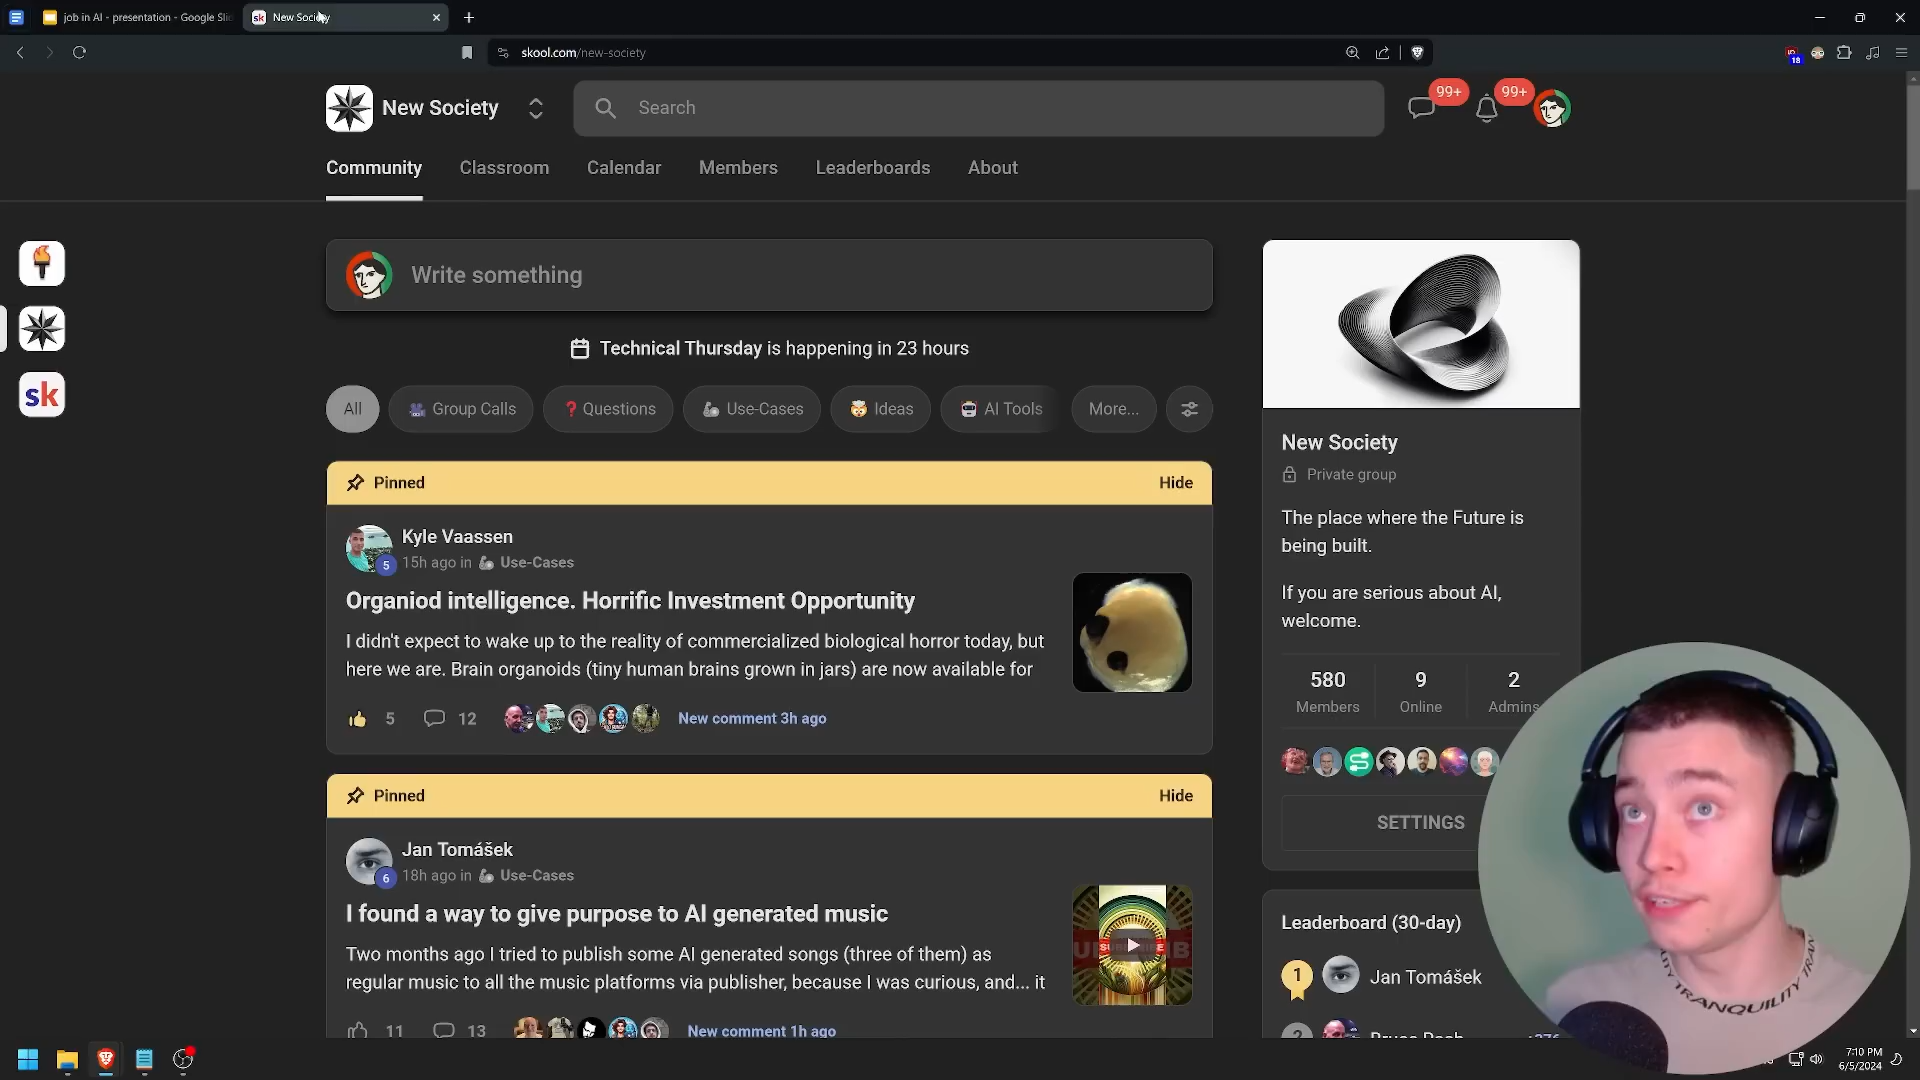 job in AI - presentation - Google Sli
sk New Society
skool.com/new-society
18
New Society
Search
99+
99+
Community
Classroom
Calendar
Members
Leaderboards
About
Write something
Technical Thursday is happening in 23 hours
sk
All
Group Calls
Questions
Use-Cases
Ideas
AI Tools
More...
Pinned
Hide
Kyle Vaassen
5
15h ago in Use-Cases
Organiod intelligence. Horrific Investment Opportunity
I didn't expect to wake up to the reality of commercialized biological horror today, but
here we are. Brain organoids (tiny human brains grown in jars) are now available for
5
12
New comment 3h ago
Pinned
Hide
Jan Tomášek
6
18h ago in Use-Cases
I found a way to give purpose to AI generated music
Two months ago I tried to publish some AI generated songs (three of them) as
regular music to all the music platforms via publisher, because I was curious, and... it
11
13
New comment 1h ago
New Society
Private group
The place where the Future is
being built.
If you are serious about AI,
welcome.
580
Members
9
Online
2
Admins
SETTINGS
Leaderboard (30-day)
1
Jan Tomášek
2
TRANQUILITY
7:10 PM
6/5/2024